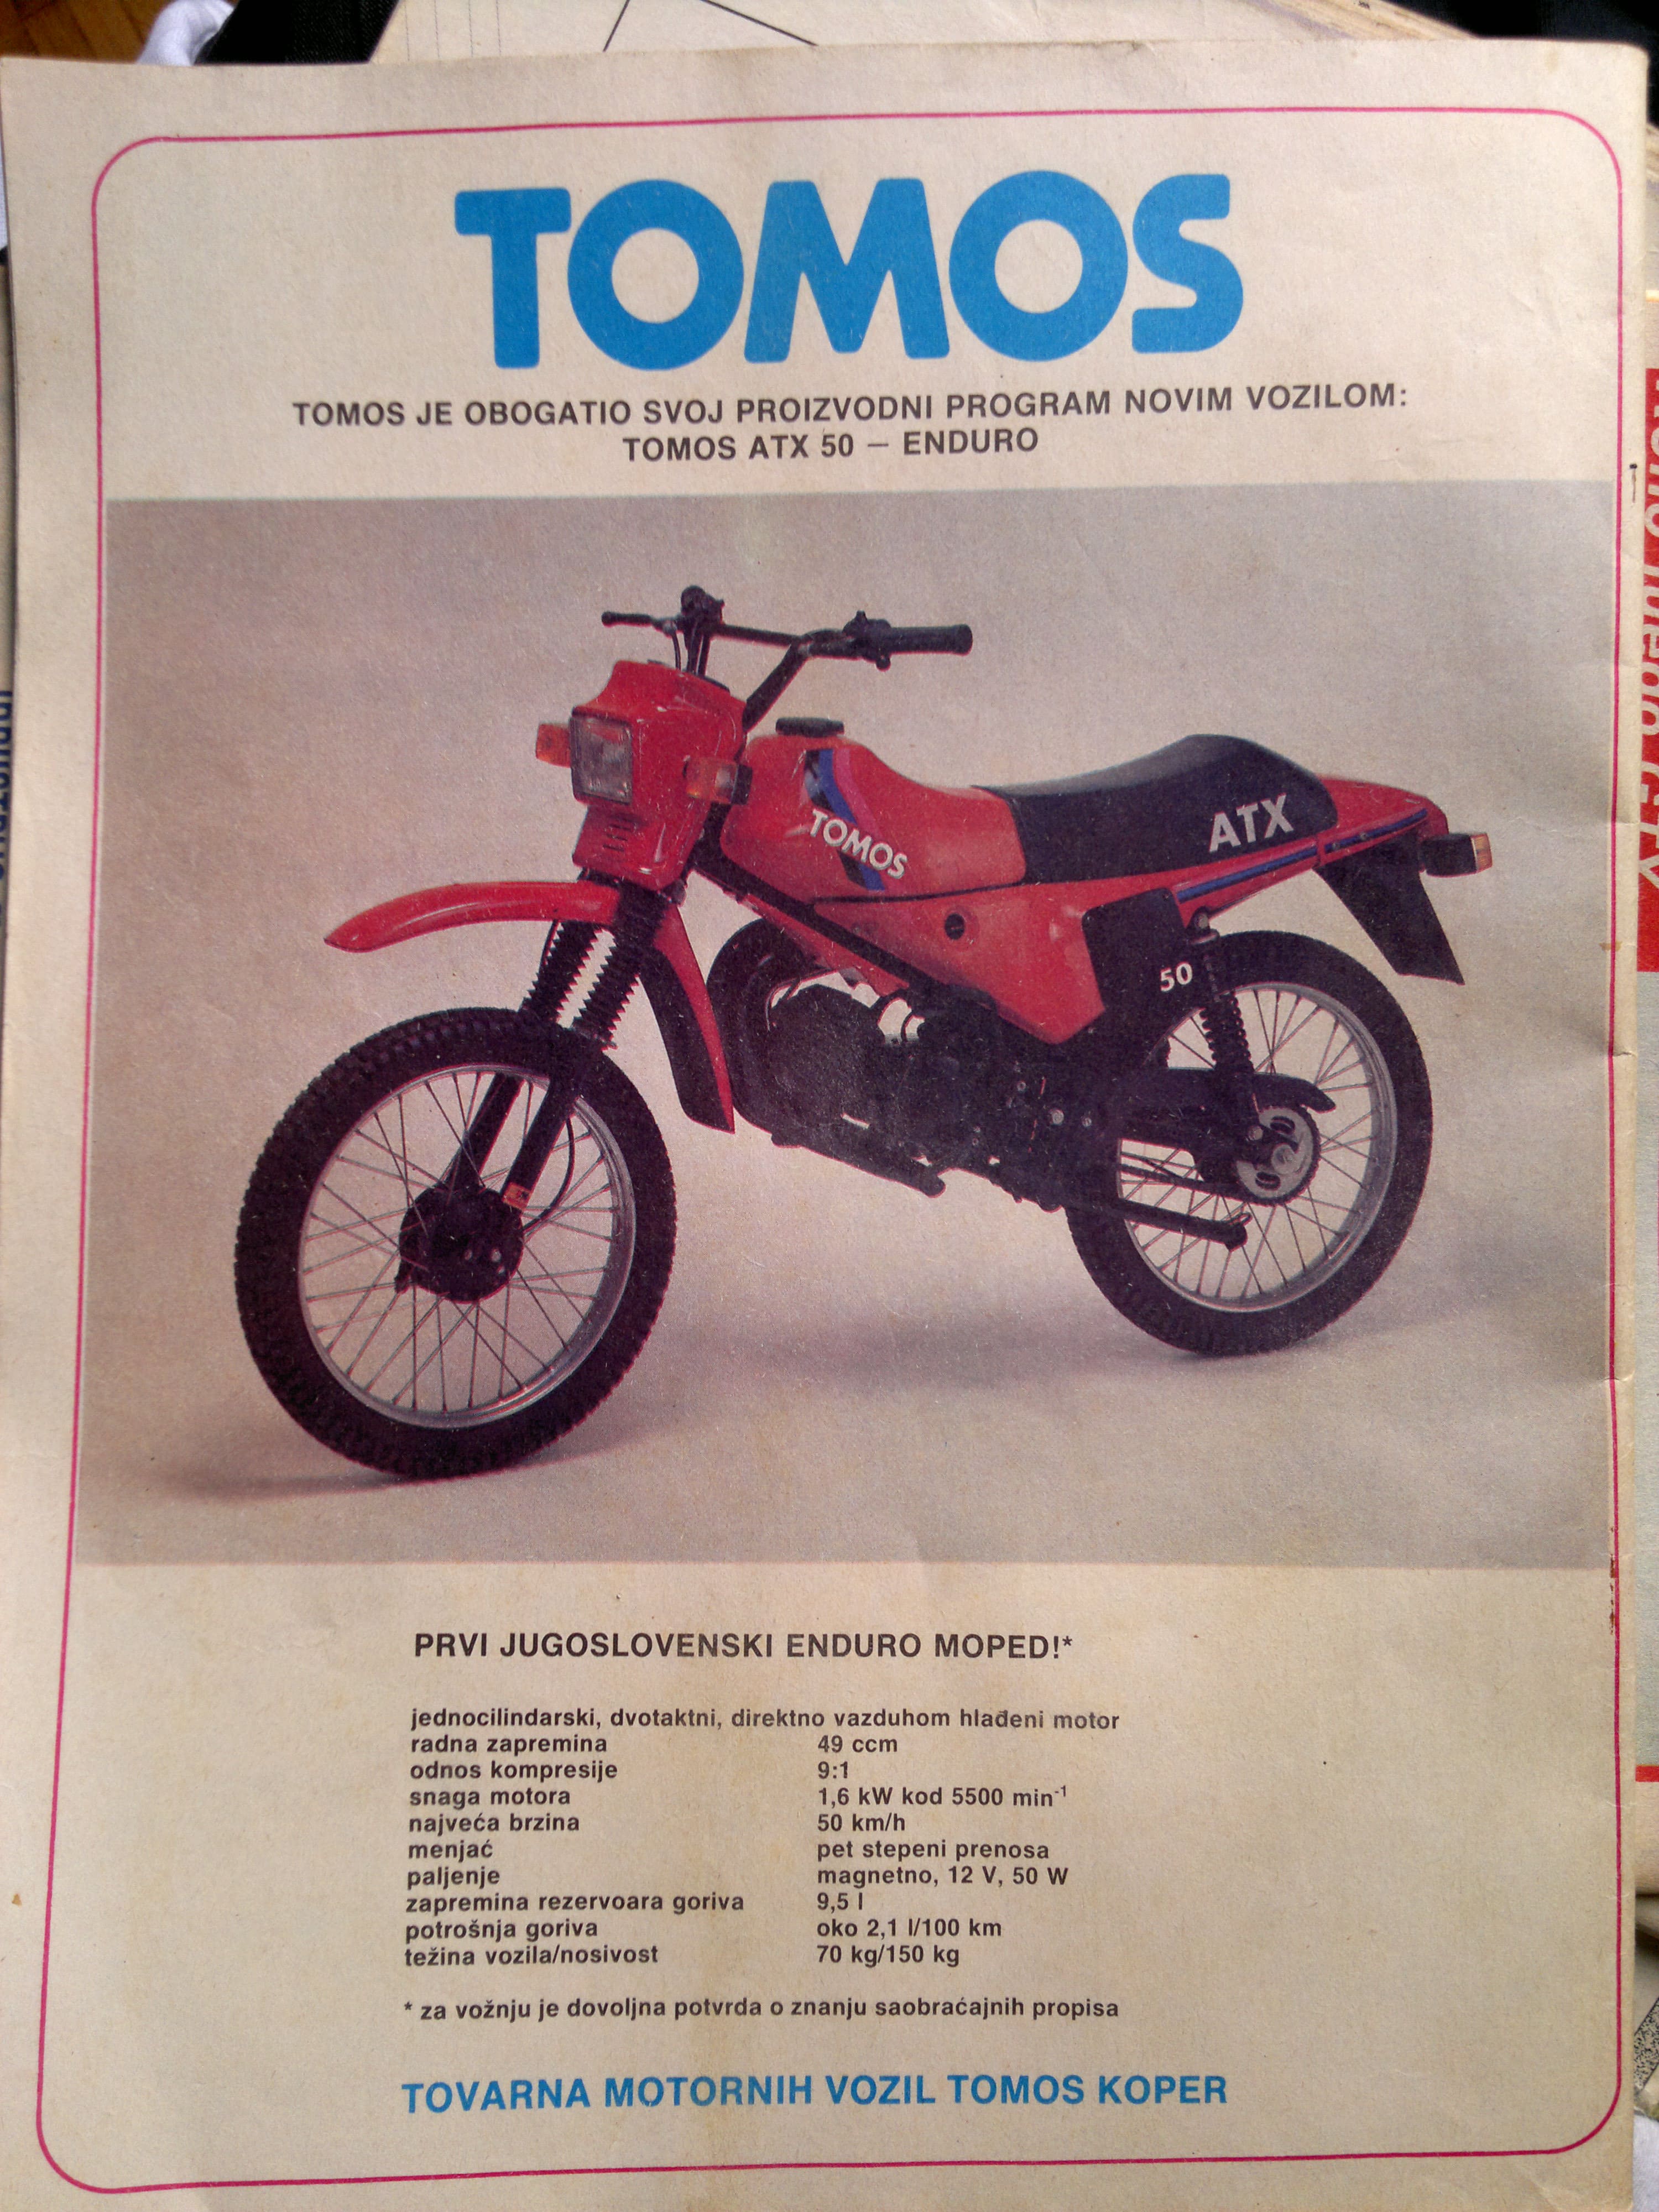 TOMOS
TOMOS JE OBOGATIO SVOJ PROIZVODNI PROGRAM NOVIM VOZILOM:
TOMOS ATX 50 — ENDURO
TOMOS
ATX
50
PRVI JUGOSLOVENSKI ENDURO MOPED!*
jednocilindarski, dvotaktni, direktno vazduhom hlađeni motor
radna zapremina 49 ccm
odnos kompresije 9:1
snaga motora 1,6 kW kod 5500 min⁻¹
najveća brzina 50 km/h
menjać pet stepeni prenosa
paljenje magnetno, 12 V, 50 W
zapremina rezervoara goriva 9,5 l
potrošnja goriva oko 2,1 l/100 km
težina vozila/nosivost 70 kg/150 kg
* za vožnju je dovoljna potvrda o znanju saobraćajnih propisa
TOVARNA MOTORNIH VOZIL TOMOS KOPER